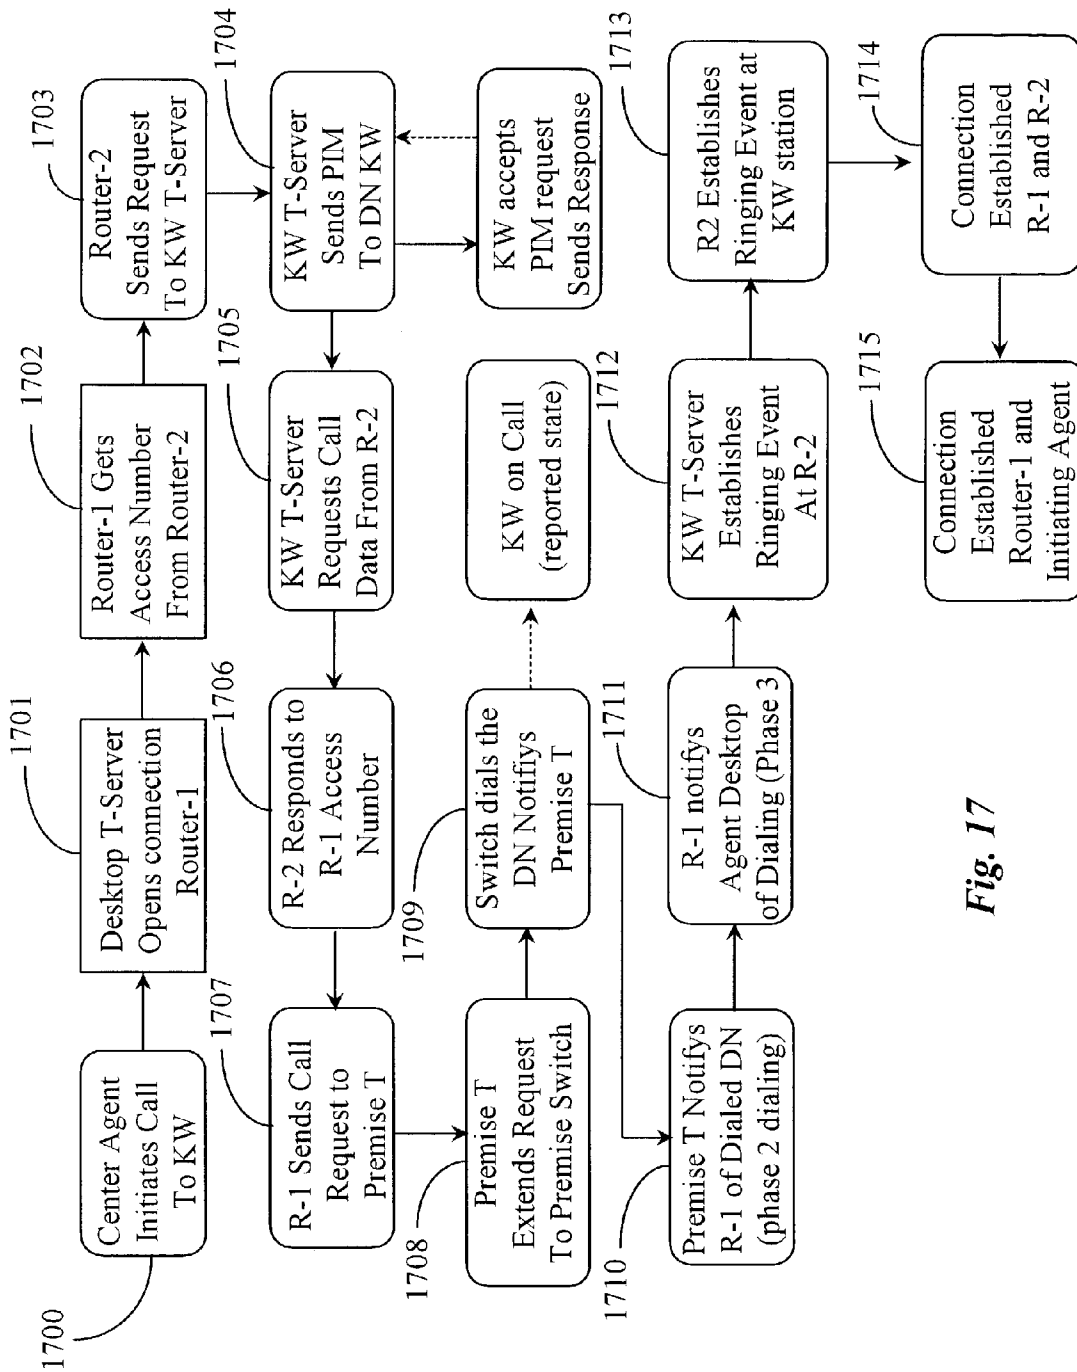 1700
Center Agent
Initiates Call
To KW
1701
Desktop T-Server
Opens connection
Router-1
1702
Router-1 Gets
Access Number
From Router-2
1703
Router-2
Sends Request
To KW T-Server
1704
KW T-Server
Sends PIM
To DN KW
KW accepts
PIM request
Sends Response
1705
KW T-Server
Requests Call
Data From R-2
1706
R-2 Responds to
R-1 Access
Number
1707
R-1 Sends Call
Request to
Premise T
1708
Premise T
Extends Request
To Premise Switch
1709
Switch dials the
DN Notifiys
Premise T
KW on Call
(reported state)
1710
Premise T Notifys
R-1 of Dialed DN
(phase 2 dialing)
1711
R-1 notifys
Agent Desktop
of Dialing (Phase 3
1712
KW T-Server
Establishes
Ringing Event
At R-2
1713
R2 Establishes
Ringing Event at
KW station
1714
Connection
Established
R-1 and R-2
1715
Connection
Established
Router-1 and
Initiating Agent
Fig. 17